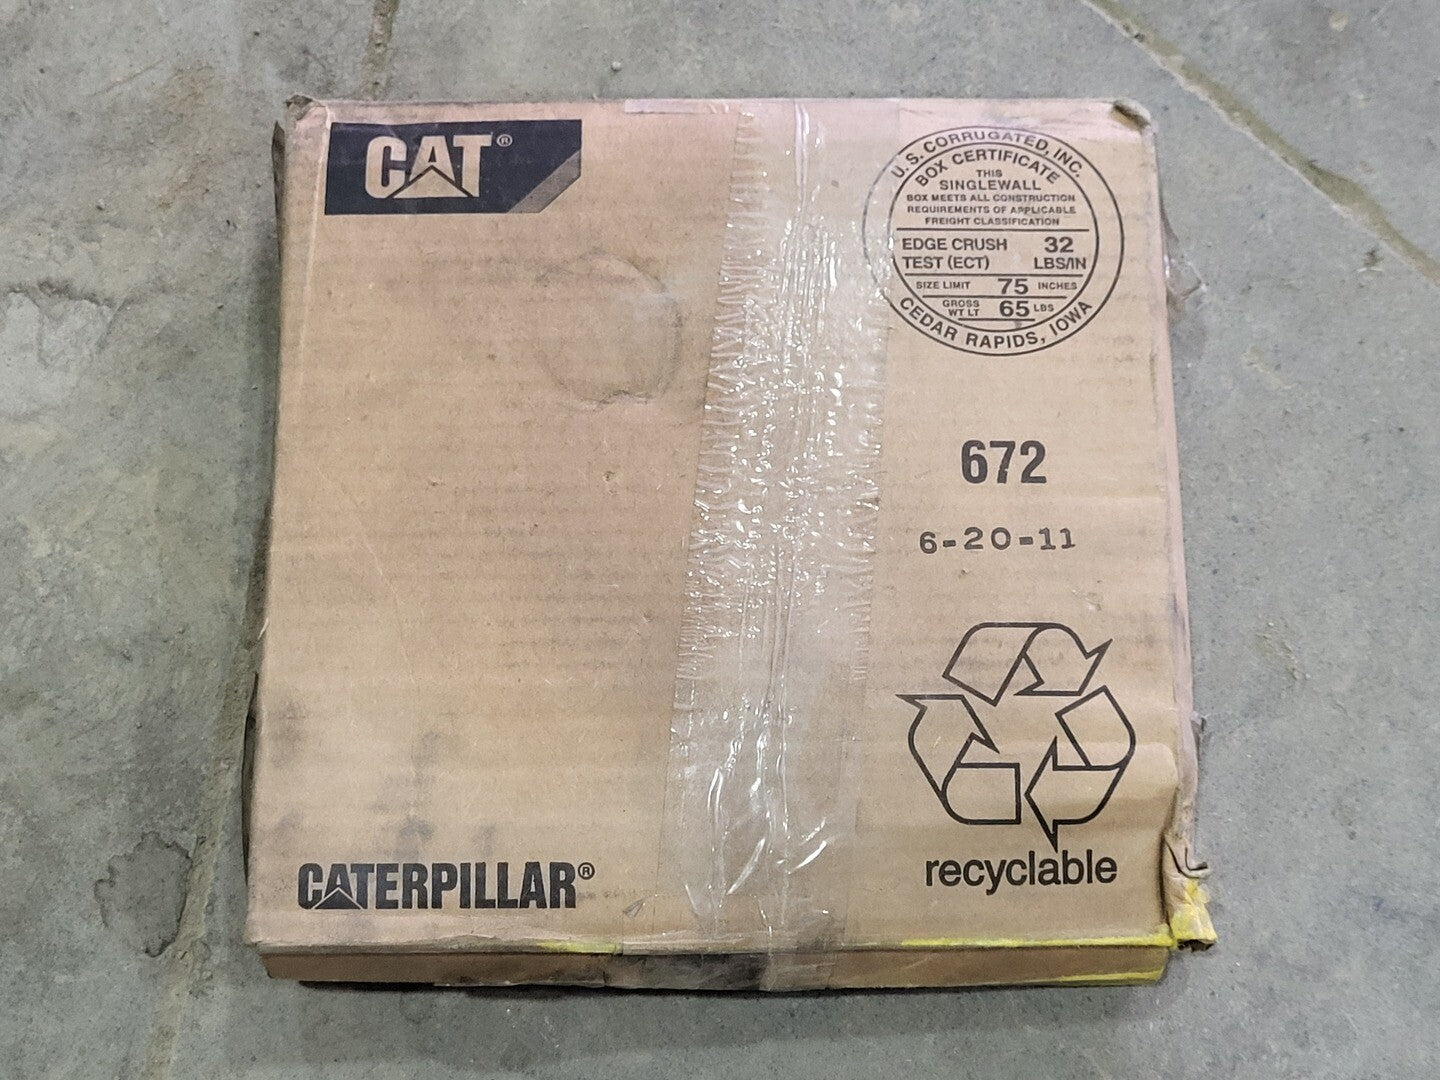 CAT®
U.S. CORRUGATED, INC.
BOX CERTIFICATE
THIS
SINGLEWALL
BOX MEETS ALL CONSTRUCTION
REQUIREMENTS OF APPLICABLE
FREIGHT CLASSIFICATION
EDGE CRUSH TEST (ECT) 32 LBS/IN
SIZE LIMIT 75 INCHES
GROSS WT LT 65 LBS
CEDAR RAPIDS, IOWA
672
6-20-11
recyclable
CATERPILLAR®